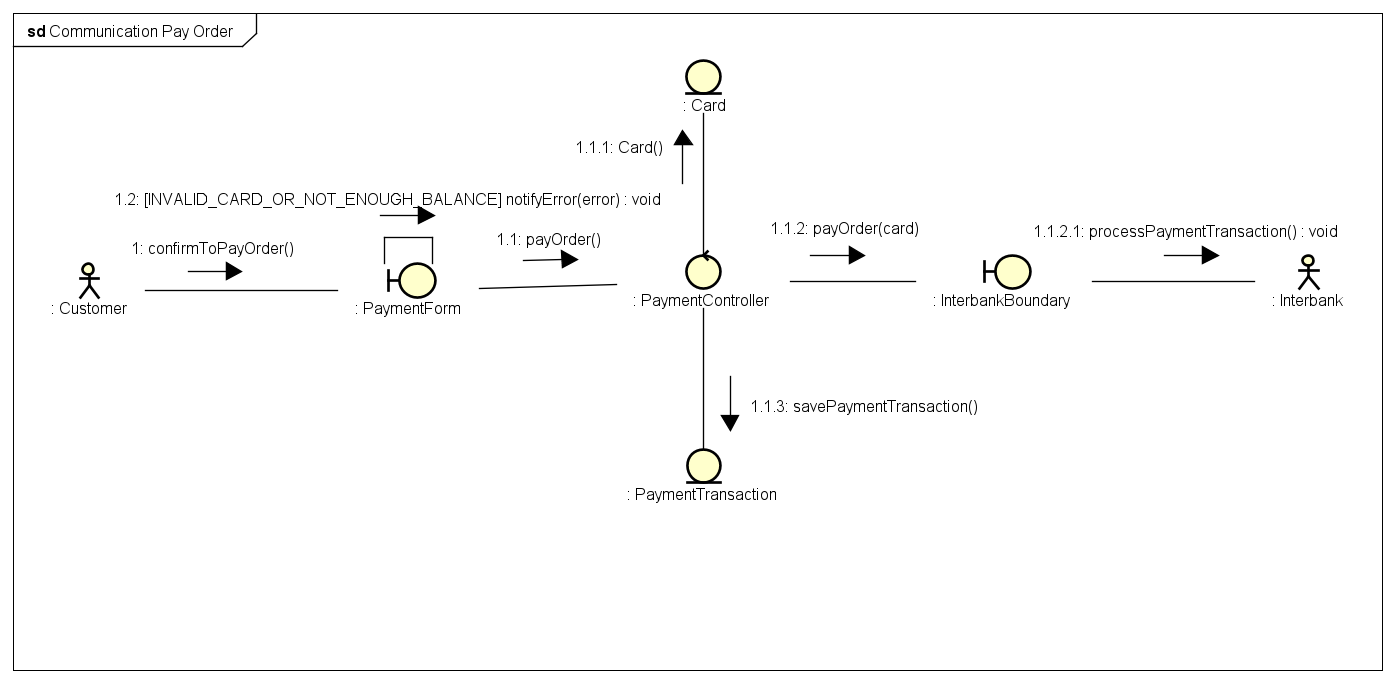 sd Communication Pay Order
: Card
1.1.1: Card()
1.2: [INVALID_CARD_OR_NOT_ENOUGH_BALANCE] notifyError(error) : void
1: confirmToPayOrder()
1.1: payOrder()
1.1.2: payOrder(card)
1.1.2.1: processPaymentTransaction() : void
: Customer
: PaymentForm
: PaymentController
: InterbankBoundary
: Interbank
1.1.3: savePaymentTransaction()
: PaymentTransaction